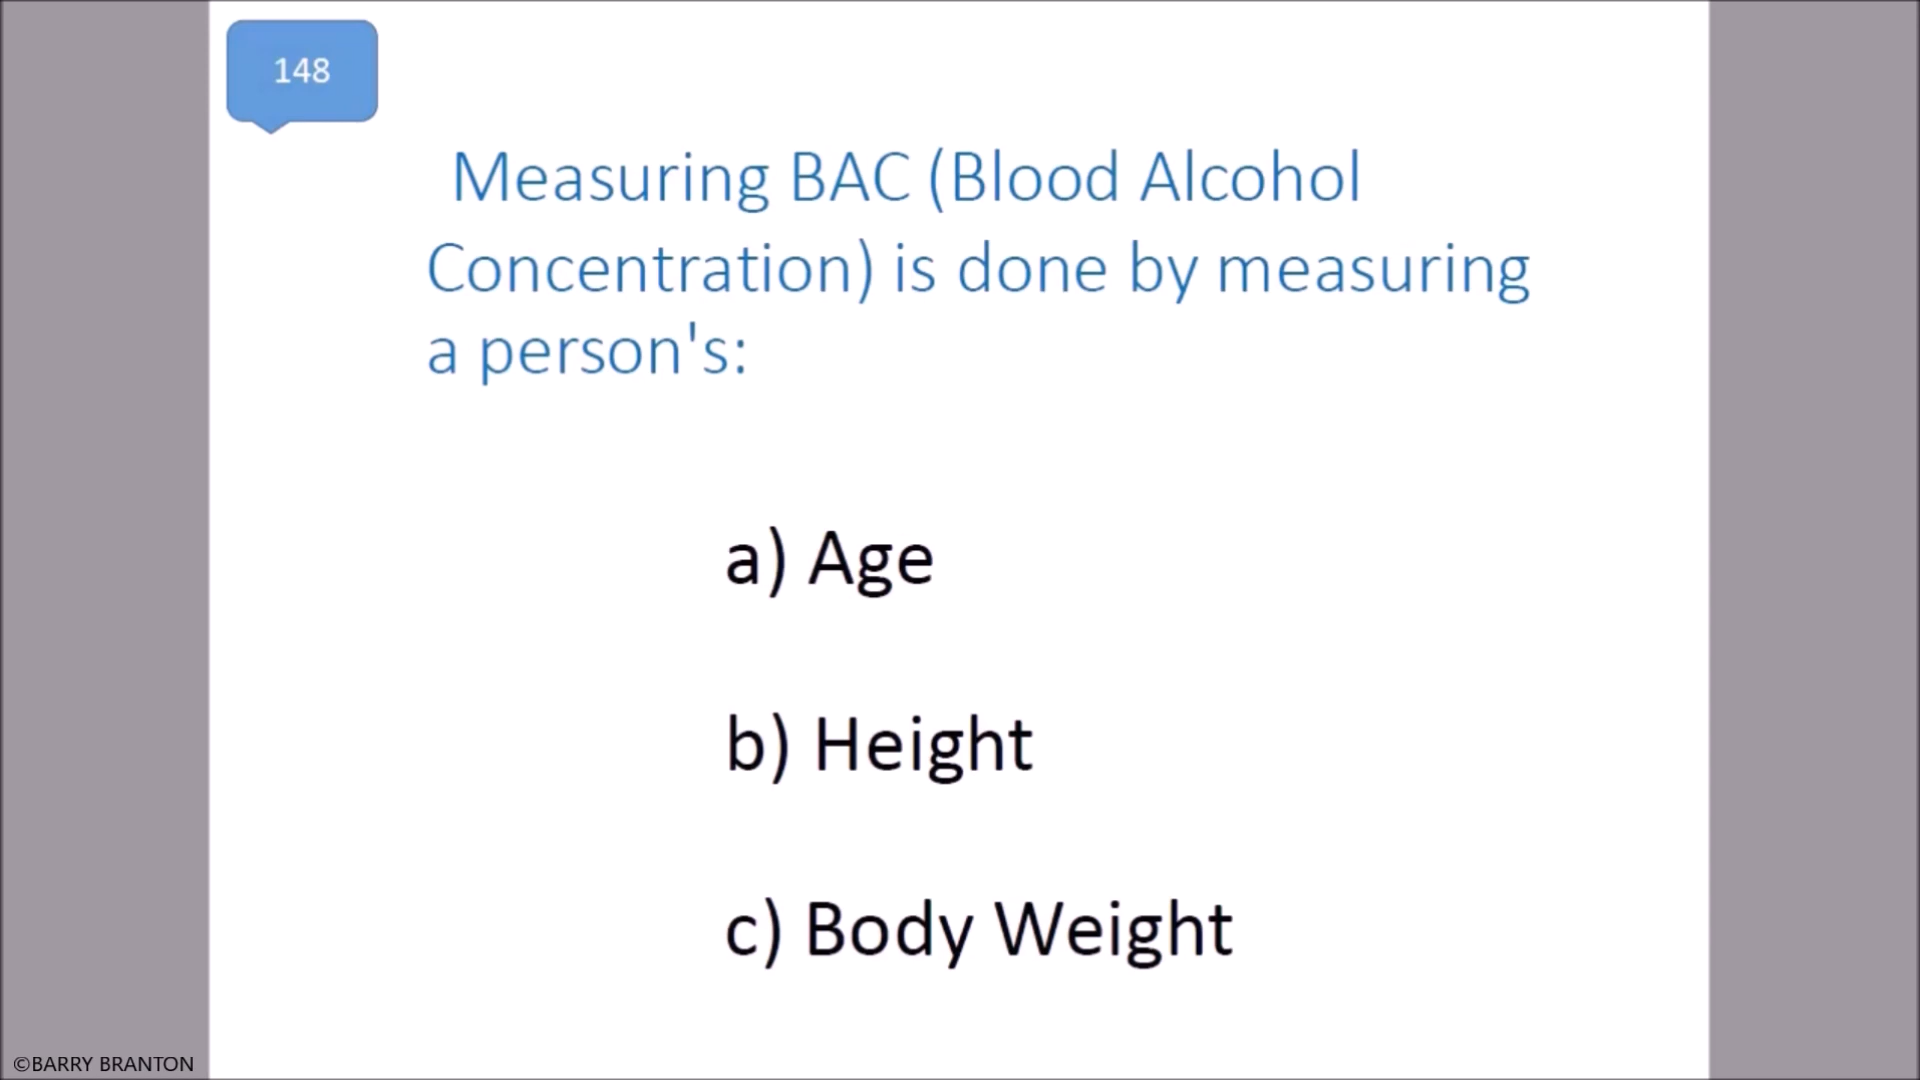 148
Measuring BAC (Blood Alcohol
Concentration) is done by measuring
a person's:
a) Age
b) Height
c) Body Weight
©BARRY BRANTON